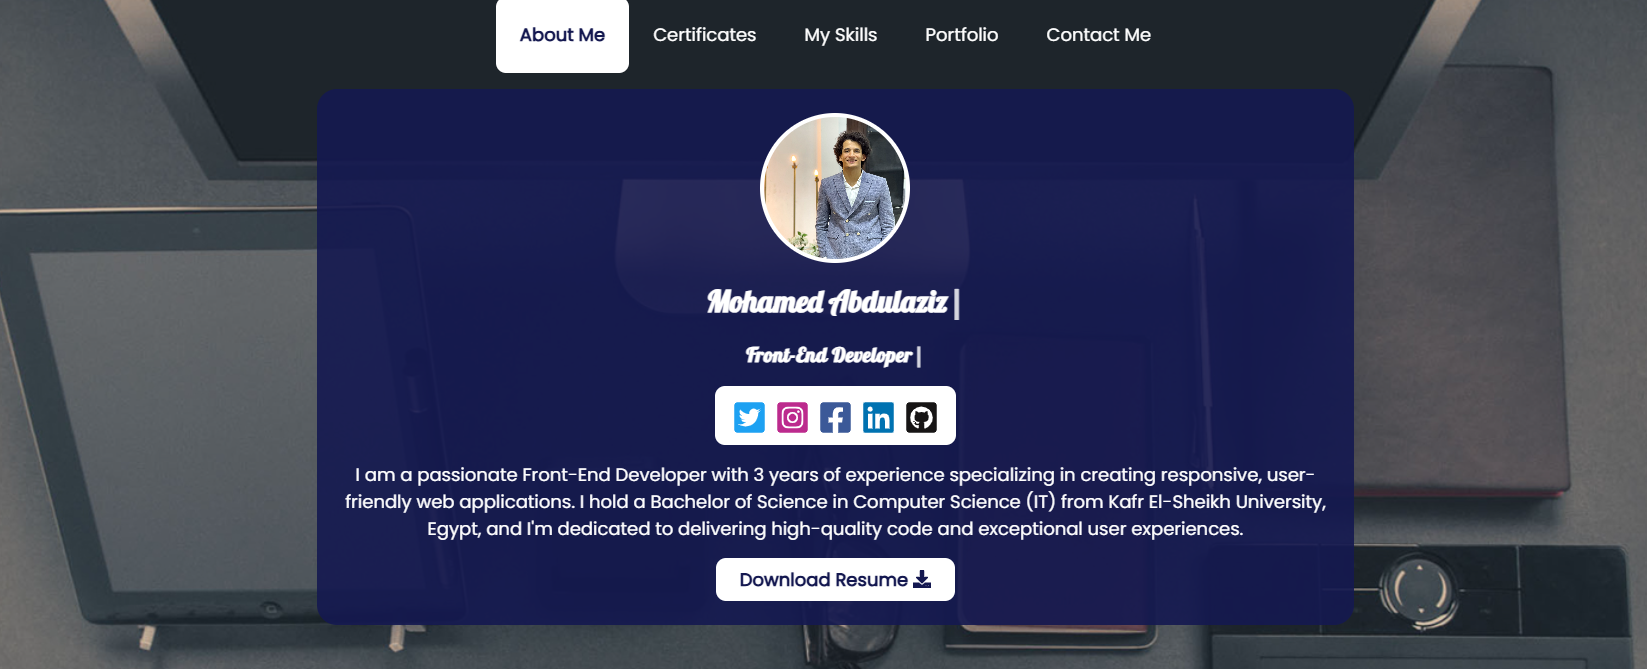 About Me Certificates My Skills Portfolio Contact Me
Mohamed Abdulaziz |
Front-End Developer |
I am a passionate Front-End Developer with 3 years of experience specializing in creating responsive, user-
friendly web applications. I hold a Bachelor of Science in Computer Science (IT) from Kafr El-Sheikh University,
Egypt, and I'm dedicated to delivering high-quality code and exceptional user experiences.
Download Resume